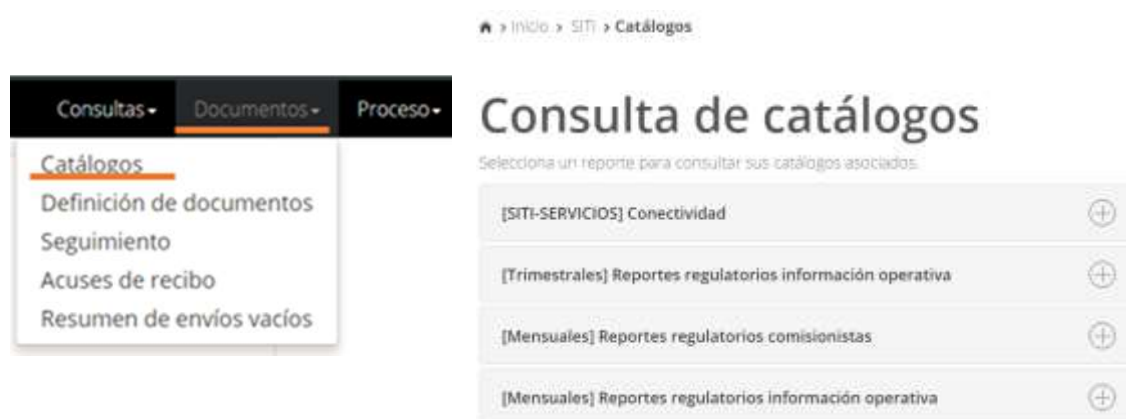 > Inicio > SITI > Catálogos
Consultas Documentos Proceso
Catálogos
Definición de documentos
Seguimiento
Acuses de recibo
Resumen de envíos vacíos
Consulta de catálogos
Selecciona un reporte para consultar sus catálogos asociados.
[SITI-SERVICIOS] Conectividad
[Trimestrales] Reportes regulatorios información operativa
[Mensuales] Reportes regulatorios comisionistas
[Mensuales] Reportes regulatorios información operativa